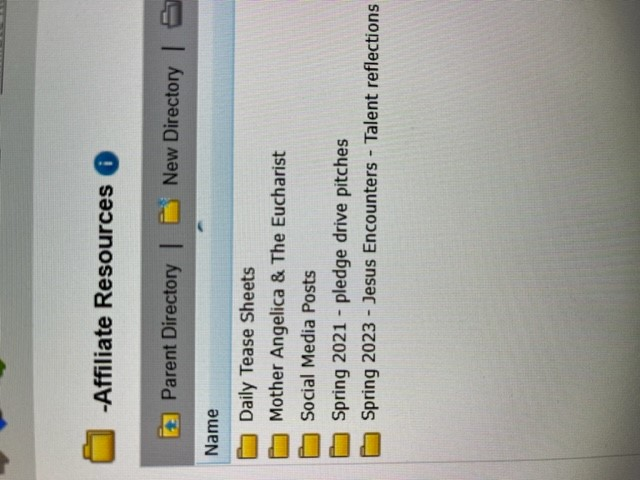 -Affiliate Resources i
Parent Directory | New Directory |
Name
Daily Tease Sheets
Mother Angelica & The Eucharist
Social Media Posts
Spring 2021 - pledge drive pitches
Spring 2023 - Jesus Encounters - Talent reflections